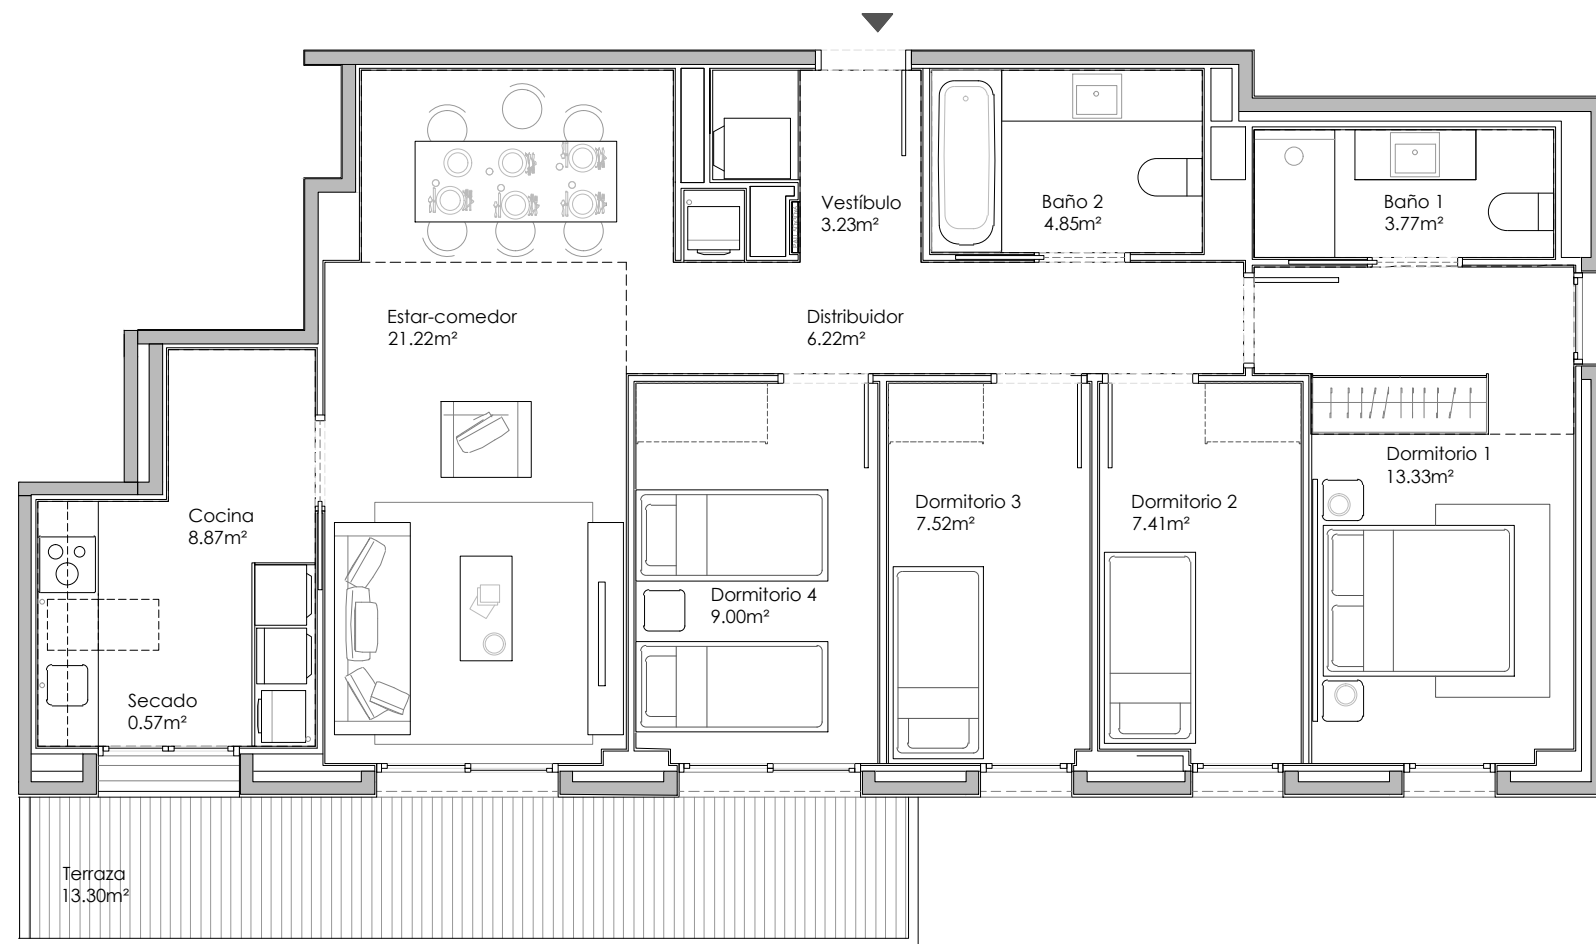 Vestíbulo
3.23m²
Baño 2
4.85m²
Baño 1
3.77m²
Estar-comedor
21.22m²
Distribuidor
6.22m²
Dormitorio 1
13.33m²
Cocina
8.87m²
Dormitorio 3
7.52m²
Dormitorio 2
7.41m²
Dormitorio 4
9.00m²
Secado
0.57m²
Terraza
13.30m²